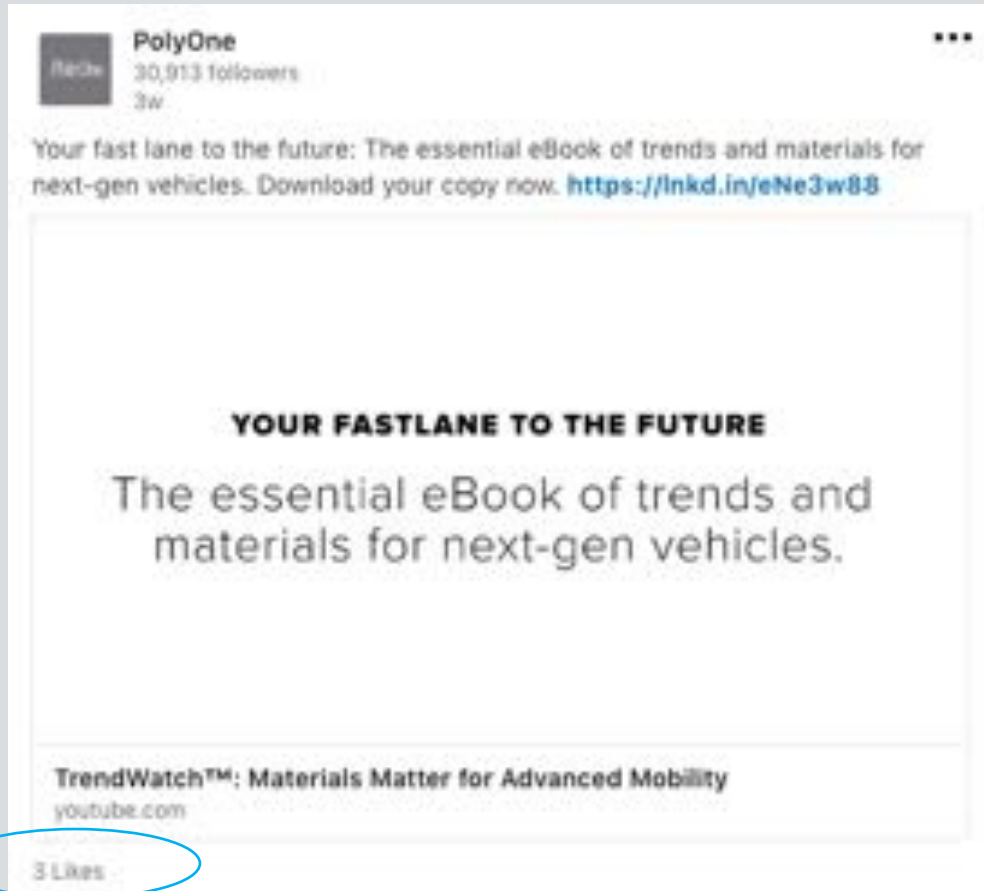 PolyOne
30,913 followers
3w
Your fast lane to the future: The essential eBook of trends and materials for
next-gen vehicles. Download your copy now. https://lnkd.in/eNe3w88
YOUR FASTLANE TO THE FUTURE
The essential eBook of trends and
materials for next-gen vehicles.
TrendWatch™: Materials Matter for Advanced Mobility
youtube.com
3 Likes